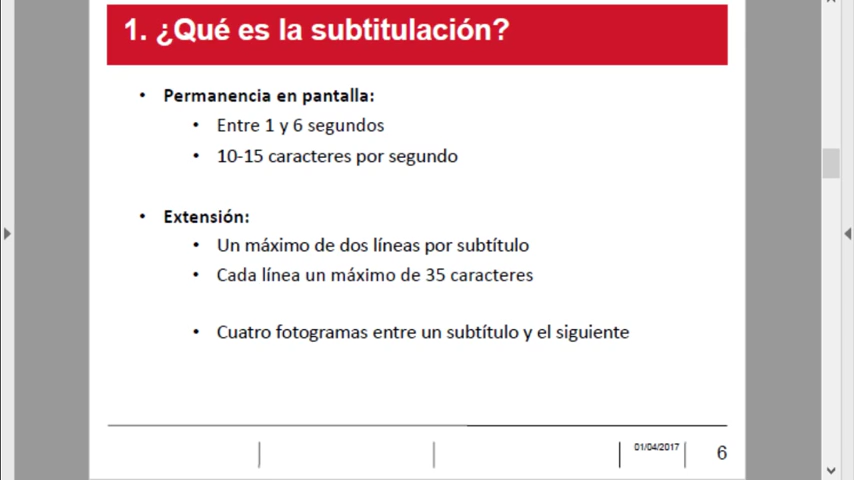 1. ¿Qué es la subtitulación?
• Permanencia en pantalla:
• Entre 1 y 6 segundos
• 10-15 caracteres por segundo
• Extensión:
• Un máximo de dos líneas por subtítulo
• Cada línea un máximo de 35 caracteres
• Cuatro fotogramas entre un subtítulo y el siguiente
01/04/2017
6